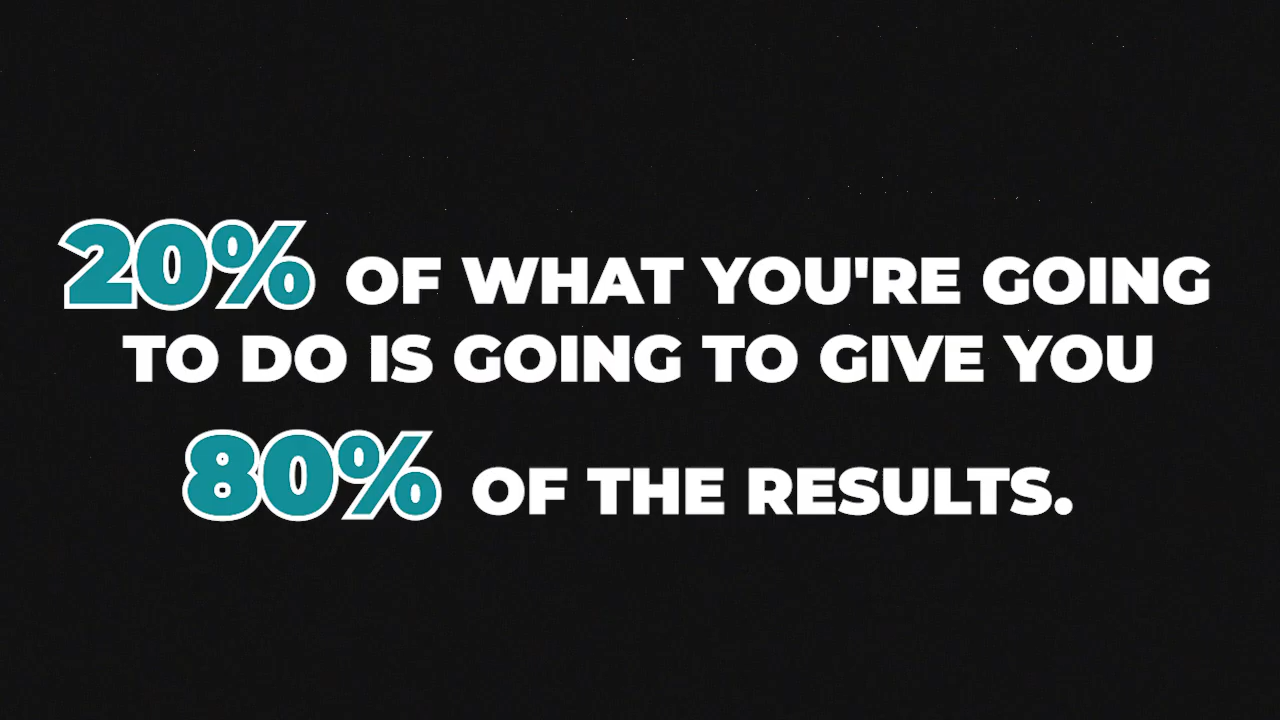 20% OF WHAT YOU'RE GOING
TO DO IS GOING TO GIVE YOU
80% OF THE RESULTS.